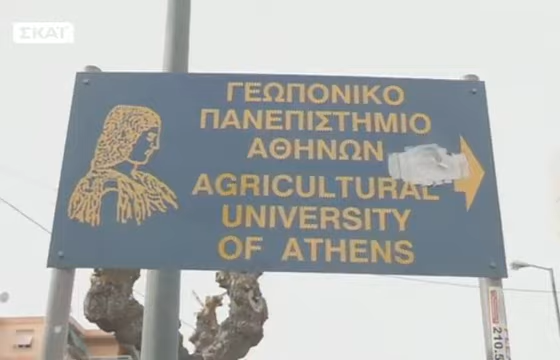 ΣΚΑΪ
ΓΕΩΠΟΝΙΚΟ
ΠΑΝΕΠΙΣΤΗΜΙΟ
ΑΘΗΝΩΝ
AGRICULTURAL
UNIVERSITY
OF ATHENS
210.5